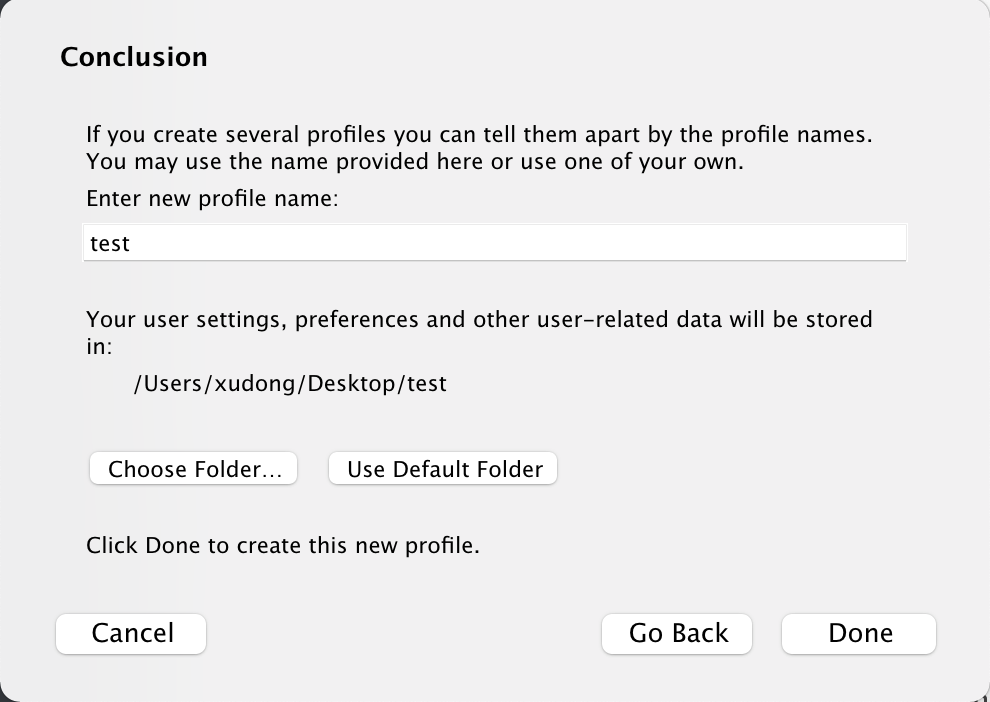 Conclusion
If you create several profiles you can tell them apart by the profile names.
You may use the name provided here or use one of your own.
Enter new profile name:
test
Your user settings, preferences and other user-related data will be stored
in:
/Users/xudong/Desktop/test
Choose Folder...
Use Default Folder
Click Done to create this new profile.
Cancel
Go Back
Done